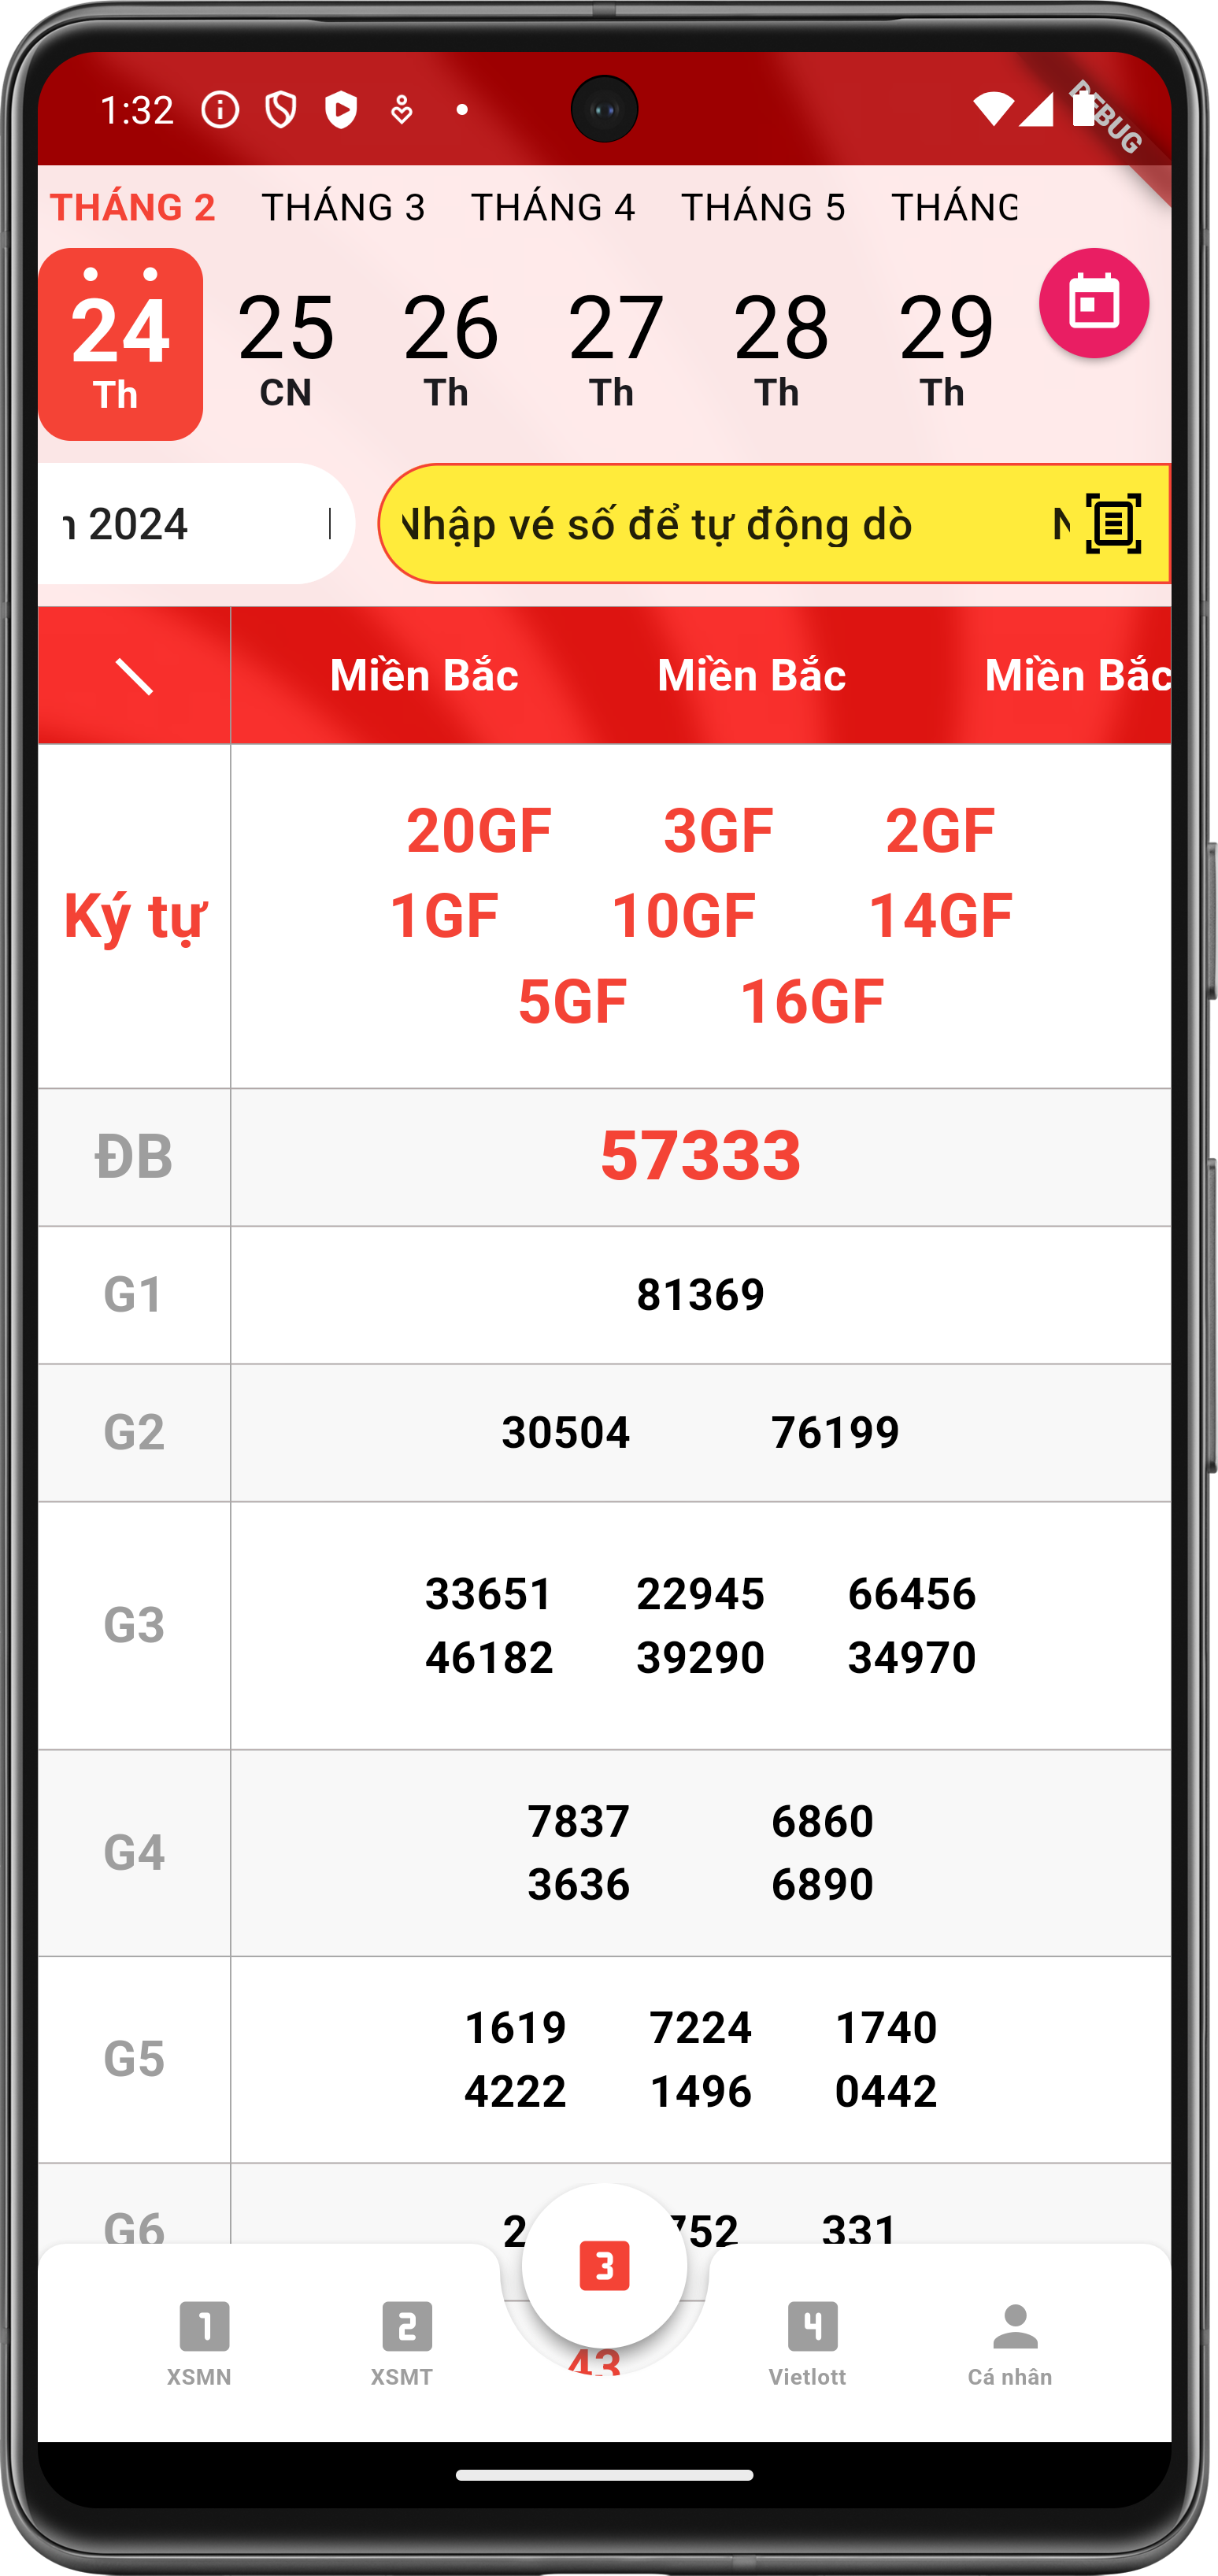 1:32
DEBUG
THÁNG 2 THÁNG 3 THÁNG 4 THÁNG 5 THÁNG
24 25 26 27 28 29
Th CN Th Th Th Th
2024 Nhập vé số để tự động dò
Miền Bắc Miền Bắc Miền Bắc
20GF 3GF 2GF
Ký tự 1GF 10GF 14GF
5GF 16GF
ĐB 57333
G1 81369
G2 30504 76199
G3
33651 22945 66456
46182 39290 34970
G4
7837 6860
3636 6890
G5
1619 7224 1740
4222 1496 0442
G6 752 331
3
43
1 2 4
XSMN XSMT Vietlott Cá nhân